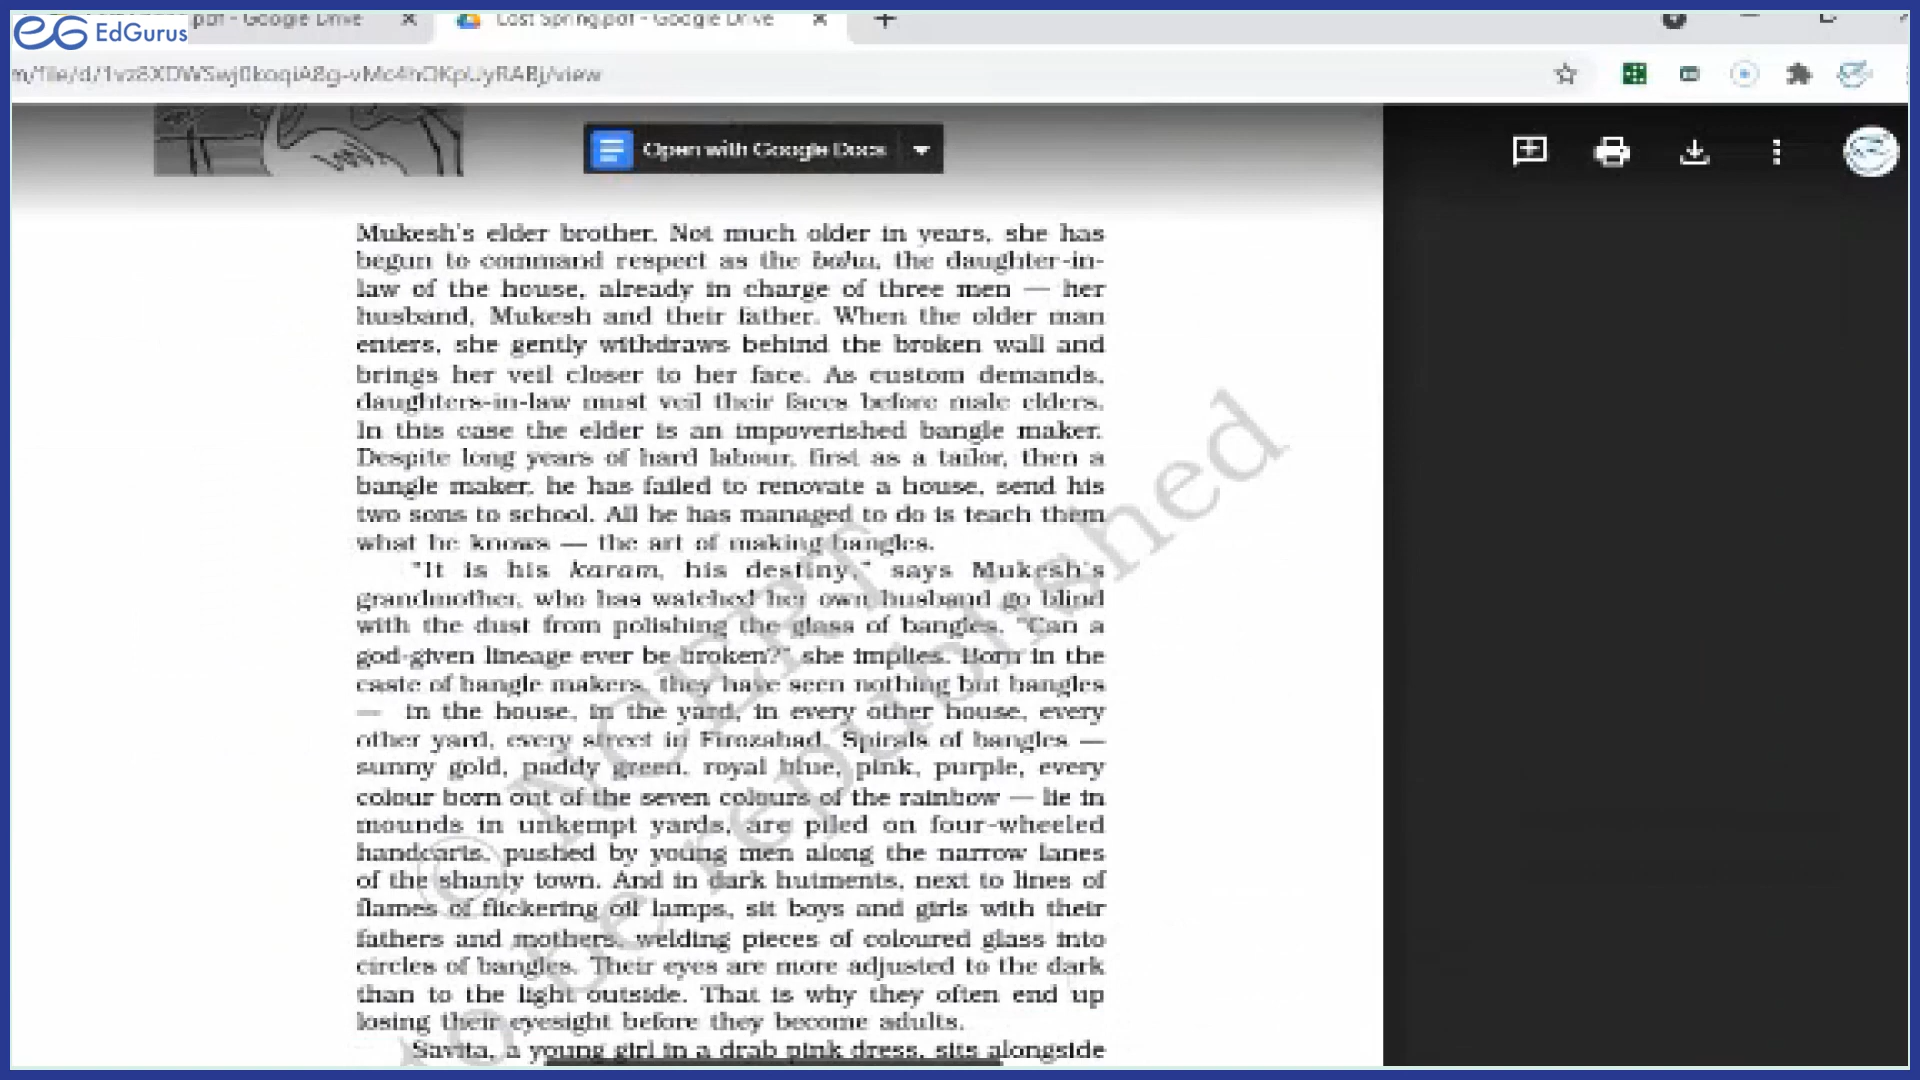 EdGurus
.pdf - Google Drive
Lost Spring.pdf - Google Drive
Open with Google Docs
Mukesh's elder brother. Not much older in years, she has
begun to command respect as the bahu, the daughter-in-
law of the house, already in charge of three men — her
husband, Mukesh and their father. When the older man
enters, she gently withdraws behind the broken wall and
brings her veil closer to her face. As custom demands,
daughters-in-law must veil their faces before male elders.
In this case the elder is an impoverished bangle maker.
Despite long years of hard labour, first as a tailor, then a
bangle maker, he has failed to renovate a house, send his
two sons to school. All he has managed to do is teach them
what he knows — the art of making bangles.
"It is his karam, his destiny," says Mukesh's
grandmother, who has watched her own husband go blind
with the dust from polishing the glass of bangles. "Can a
god-given lineage ever be broken?" she implies. Born in the
caste of bangle makers, they have seen nothing but bangles
— in the house, in the yard, in every other house, every
other yard, every street in Firozabad. Spirals of bangles —
sunny gold, paddy green, royal blue, pink, purple, every
colour born out of the seven colours of the rainbow — lie in
mounds in unkempt yards, are piled on four-wheeled
handcarts, pushed by young men along the narrow lanes
of the shanty town. And in dark hutments, next to lines of
flames of flickering oil lamps, sit boys and girls with their
fathers and mothers, welding pieces of coloured glass into
circles of bangles. Their eyes are more adjusted to the dark
than to the light outside. That is why they often end up
losing their eyesight before they become adults.
Savita, a young girl in a drab pink dress, sits alongside
© NCERT
to be republished